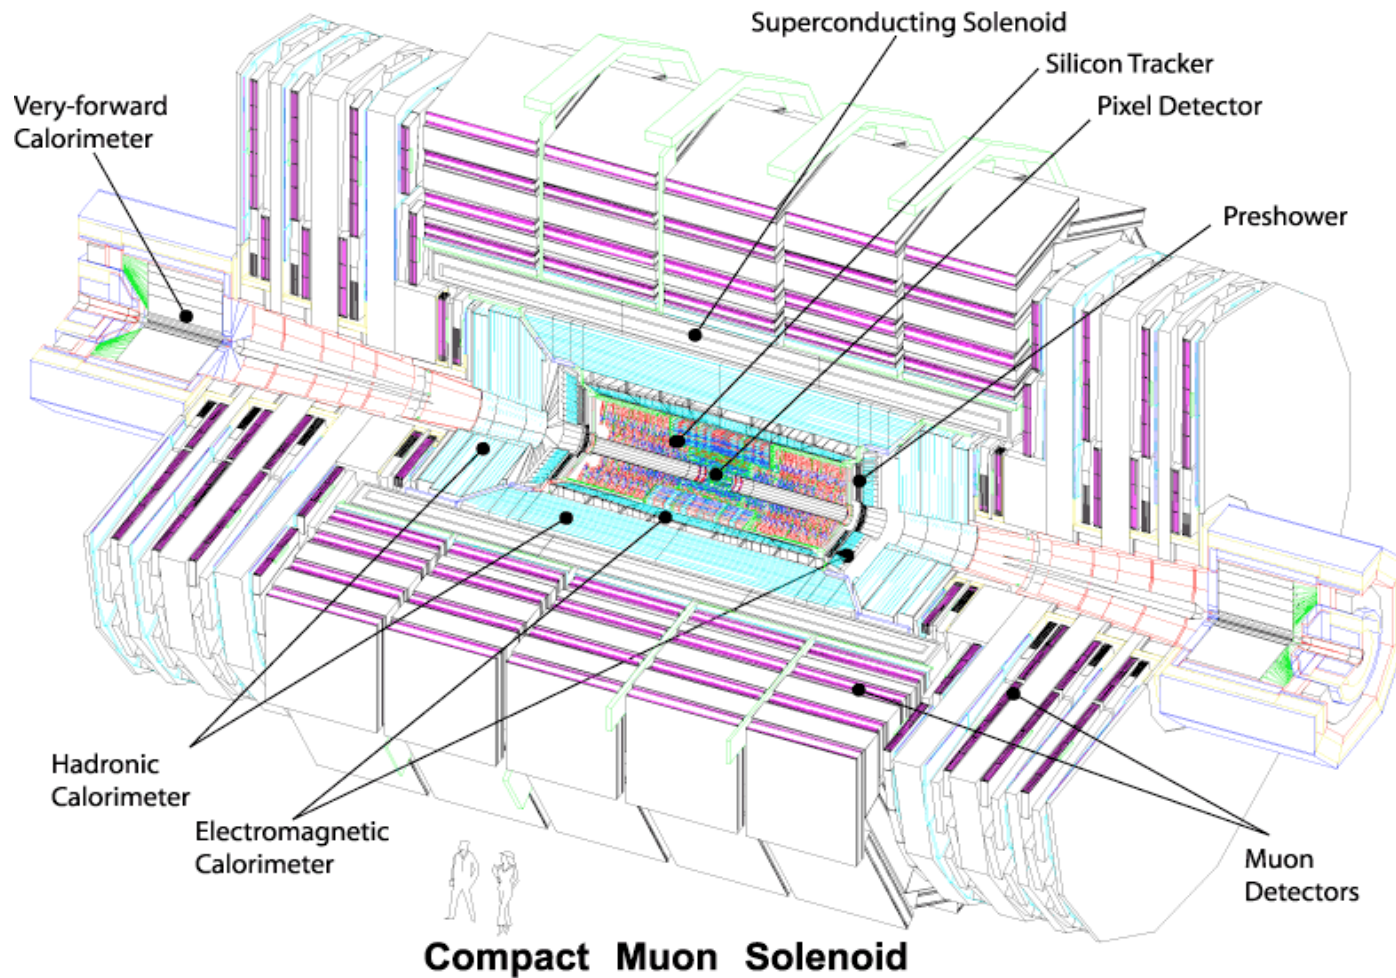 Superconducting Solenoid
Silicon Tracker
Pixel Detector
Very-forward
Calorimeter
Preshower
Hadronic
Calorimeter
Electromagnetic
Calorimeter
Muon
Detectors
Compact Muon Solenoid